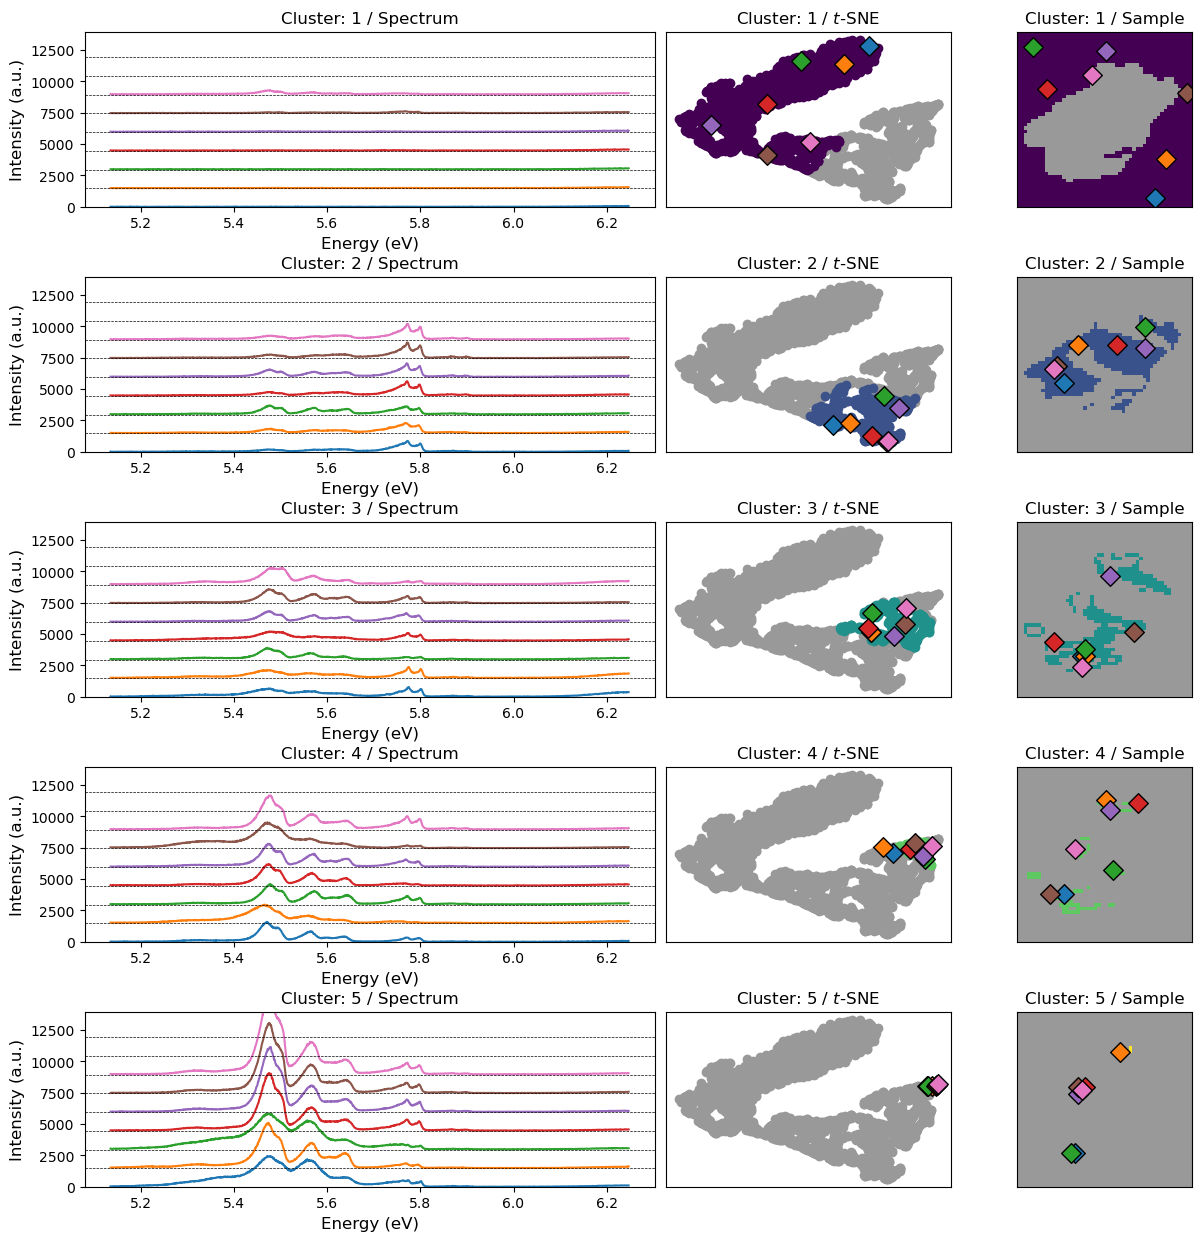 Cluster: 1 / Spectrum
Cluster: 1 / t-SNE
Cluster: 1 / Sample
12500
10000
7500
5000
2500
0
Intensity (a.u.)
5.2 5.4 5.6 5.8 6.0 6.2
Energy (eV)
Cluster: 2 / Spectrum
Cluster: 2 / t-SNE
Cluster: 2 / Sample
12500
10000
7500
5000
2500
0
Intensity (a.u.)
5.2 5.4 5.6 5.8 6.0 6.2
Energy (eV)
Cluster: 3 / Spectrum
Cluster: 3 / t-SNE
Cluster: 3 / Sample
12500
10000
7500
5000
2500
0
Intensity (a.u.)
5.2 5.4 5.6 5.8 6.0 6.2
Energy (eV)
Cluster: 4 / Spectrum
Cluster: 4 / t-SNE
Cluster: 4 / Sample
12500
10000
7500
5000
2500
0
Intensity (a.u.)
5.2 5.4 5.6 5.8 6.0 6.2
Energy (eV)
Cluster: 5 / Spectrum
Cluster: 5 / t-SNE
Cluster: 5 / Sample
12500
10000
7500
5000
2500
0
Intensity (a.u.)
5.2 5.4 5.6 5.8 6.0 6.2
Energy (eV)